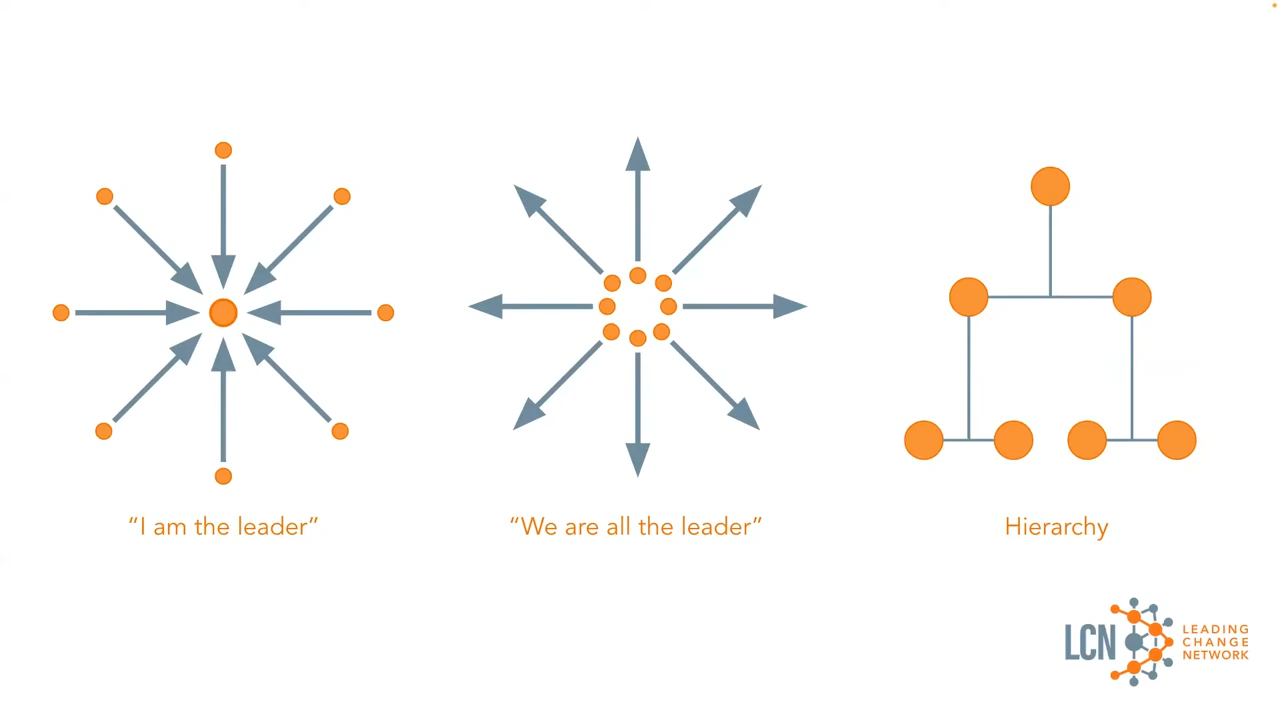 “I am the leader”
“We are all the leader”
Hierarchy
LCN
LEADING
CHANGE
NETWORK